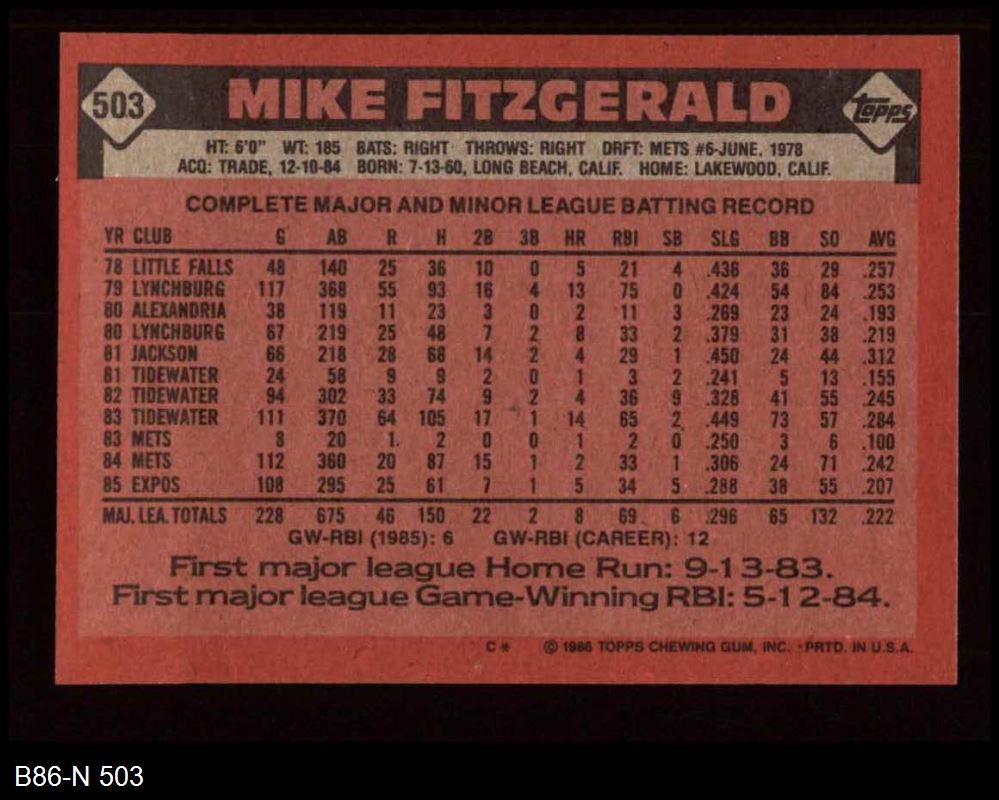 503 MIKE FITZGERALD Topps
HT: 6'0" WT: 185 BATS: RIGHT THROWS: RIGHT DRFT: METS #6-JUNE, 1978
ACQ: TRADE, 12-10-84 BORN: 7-13-60, LONG BEACH, CALIF. HOME: LAKEWOOD, CALIF.
COMPLETE MAJOR AND MINOR LEAGUE BATTING RECORD
YR CLUB G AB R H 2B 3B HR RBI SB SLG BB SO AVG
78 LITTLE FALLS 48 140 25 36 10 0 5 21 4 .436 36 29 .257
79 LYNCHBURG 117 368 55 93 16 4 13 75 0 .424 54 84 .253
80 ALEXANDRIA 38 119 11 23 3 0 2 11 3 .269 23 24 .193
80 LYNCHBURG 67 219 25 48 7 2 8 33 2 .379 31 38 .219
81 JACKSON 66 218 28 68 14 2 4 29 1 .450 24 44 .312
81 TIDEWATER 24 58 9 9 2 0 1 3 2 .241 5 13 .155
82 TIDEWATER 94 302 33 74 9 2 4 36 9 .328 41 55 .245
83 TIDEWATER 111 370 64 105 17 1 14 65 2 .449 73 57 .284
83 METS 8 20 1 2 0 0 1 2 0 .250 3 6 .100
84 METS 112 360 20 87 15 1 2 33 1 .306 24 71 .242
85 EXPOS 108 295 25 61 7 1 5 34 5 .288 38 55 .207
MAJ. LEA. TOTALS 228 675 46 150 22 2 8 69 6 .296 65 132 .222
GW-RBI (1985): 6 GW-RBI (CAREER): 12
First major league Home Run: 9-13-83.
First major league Game-Winning RBI: 5-12-84.
C* © 1986 TOPPS CHEWING GUM, INC. · PRTD. IN U.S.A.
B86-N 503